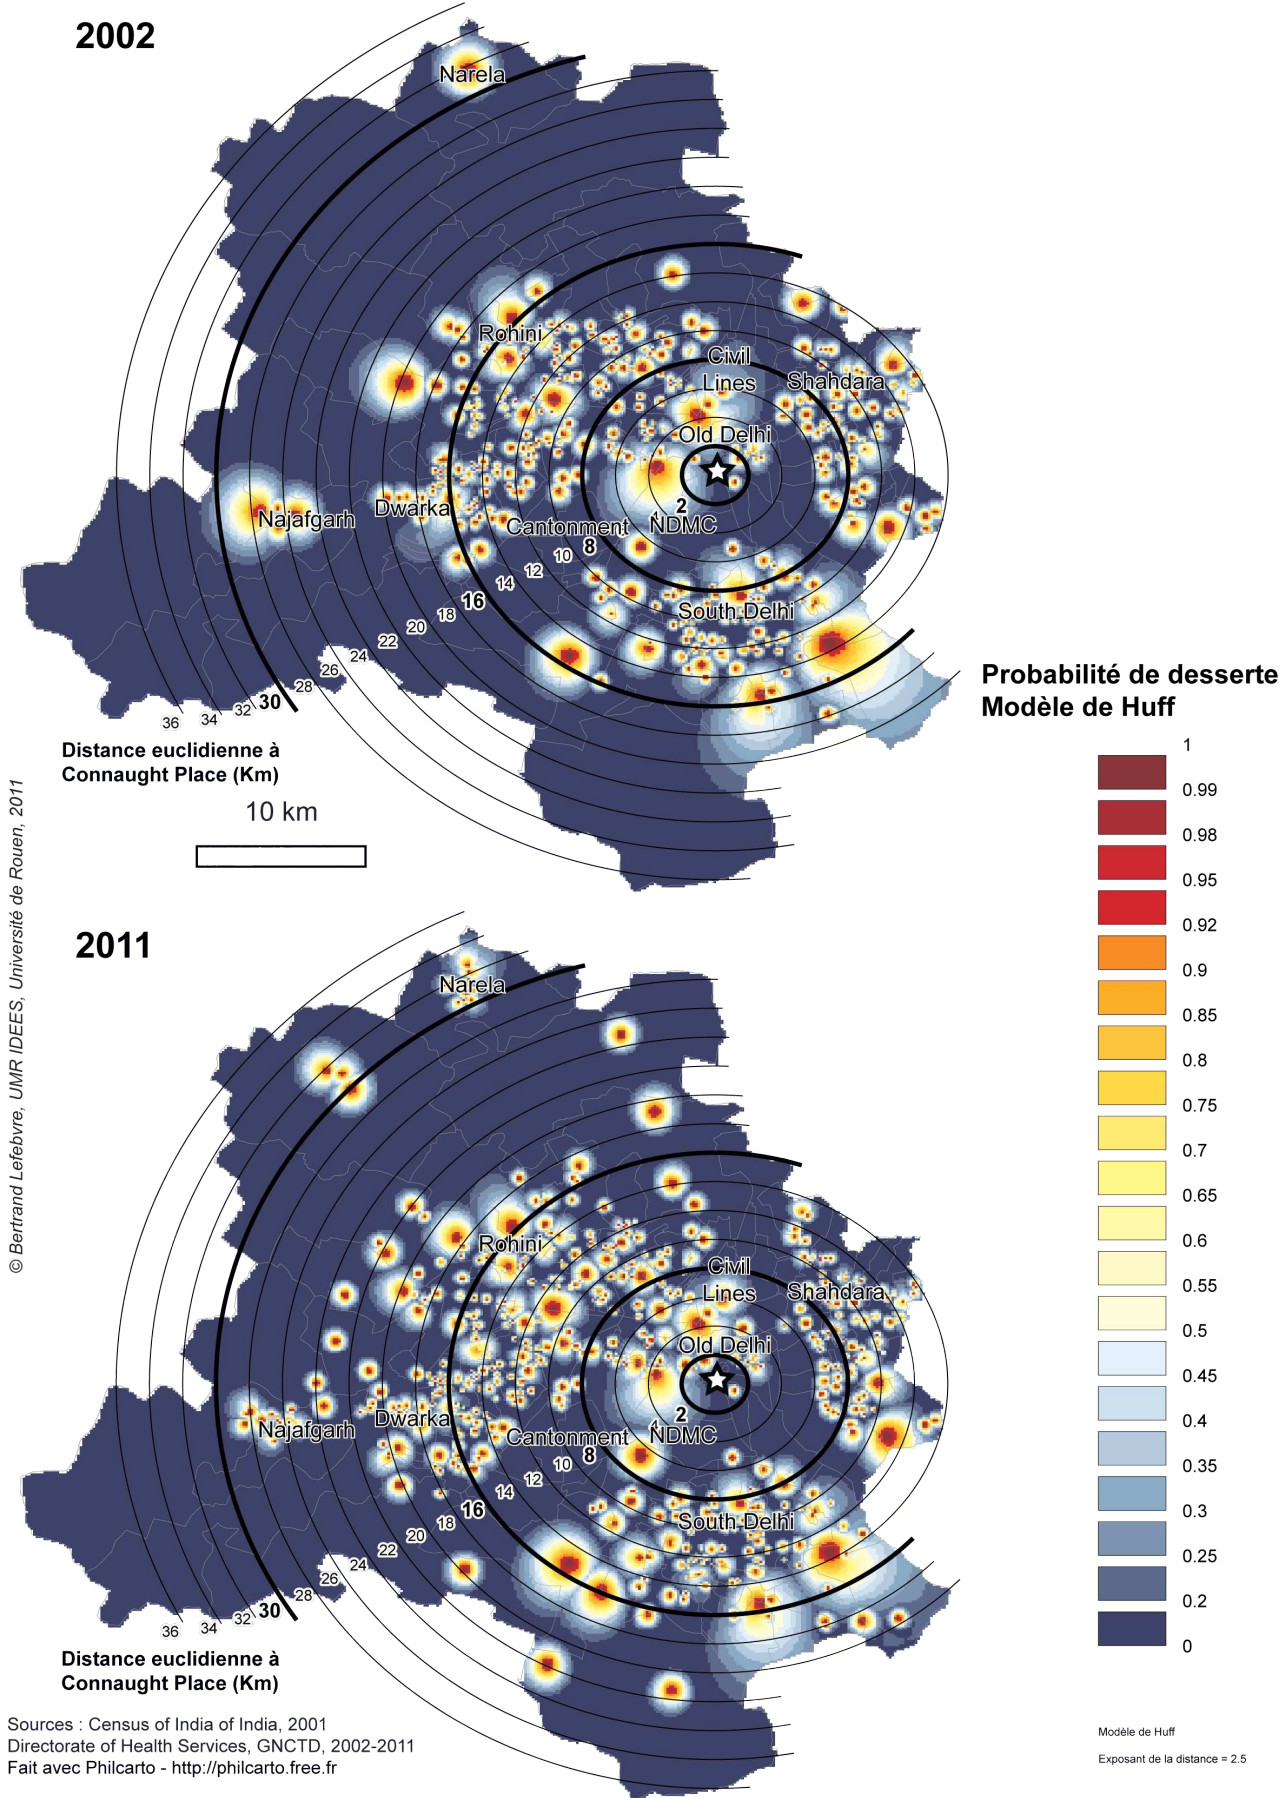 2002
Narela
Rohini
Civil
Lines
Shahdara
Old Delhi
Najafgarh
Dwarka
Cantonment
NDMC
2
4
8
10
12
14
16
18
20
22
24
26
28
30
32
34
36
South Delhi
Distance euclidienne à
Connaught Place (Km)
10 km
Probabilité de desserte
Modèle de Huff
1
0.99
0.98
0.95
0.92
0.9
0.85
0.8
0.75
0.7
0.65
0.6
0.55
0.5
0.45
0.4
0.35
0.3
0.25
0.2
0
© Bertrand Lefebvre, UMR IDEES, Université de Rouen, 2011
2011
Narela
Rohini
Civil
Lines
Shahdara
Old Delhi
Najafgarh
Dwarka
Cantonment
NDMC
2
4
8
10
12
14
16
18
20
22
24
26
28
30
32
34
36
South Delhi
Distance euclidienne à
Connaught Place (Km)
Sources : Census of India of India, 2001
Directorate of Health Services, GNCTD, 2002-2011
Fait avec Philcarto - http://philcarto.free.fr
Modèle de Huff
Exposant de la distance = 2.5